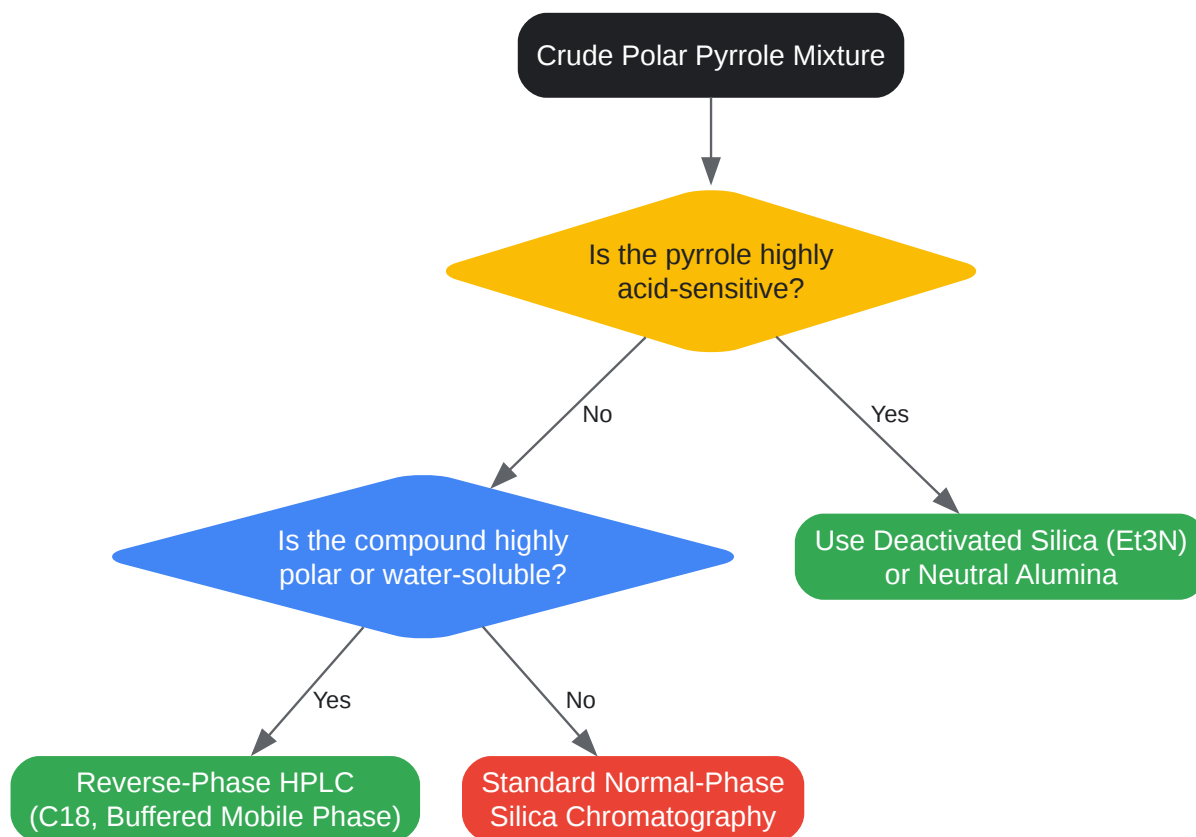 Crude Polar Pyrrole Mixture
Is the pyrrole highly
acid-sensitive?
No
Yes
Is the compound highly
polar or water-soluble?
Use Deactivated Silica (Et3N)
or Neutral Alumina
Yes
No
Reverse-Phase HPLC
(C18, Buffered Mobile Phase)
Standard Normal-Phase
Silica Chromatography